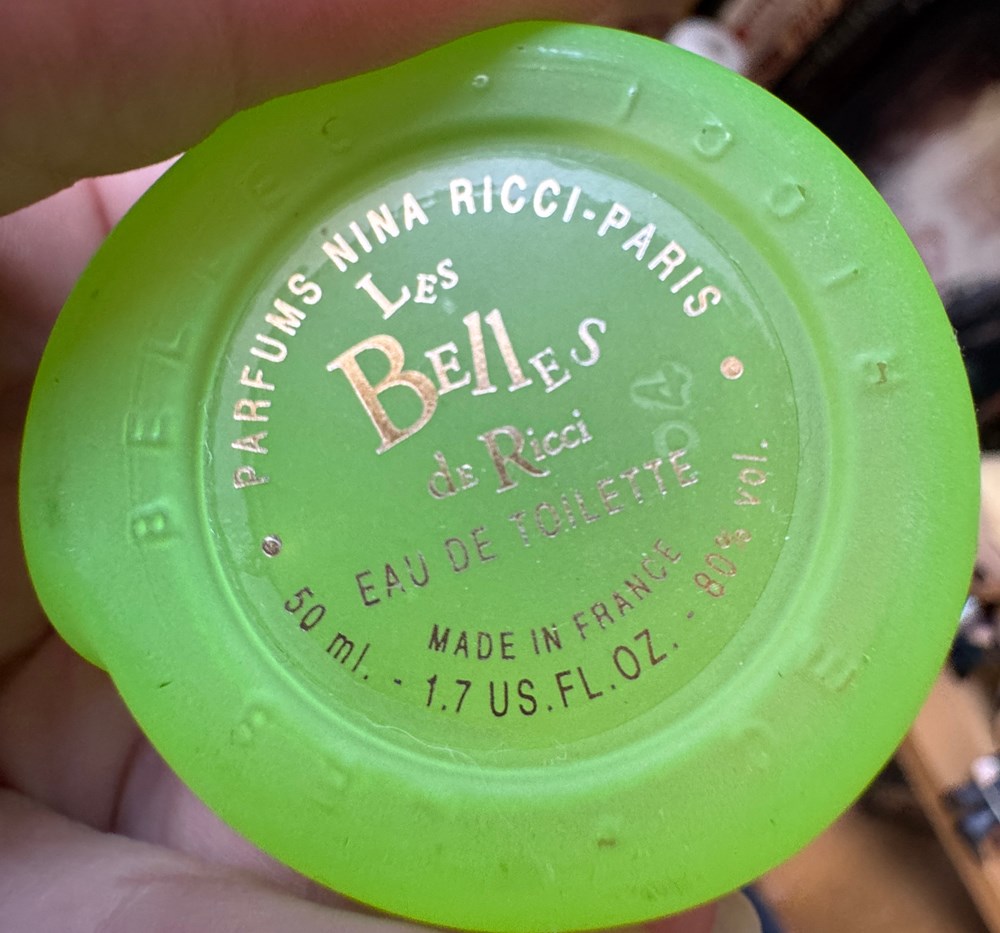 PARFUMS NINA RICCI-PARIS
LES
BEllES
de Ricci
EAU DE TOILETTE
MADE IN FRANCE
50 ml. - 1.7 US.FL.OZ. - 80% vol.